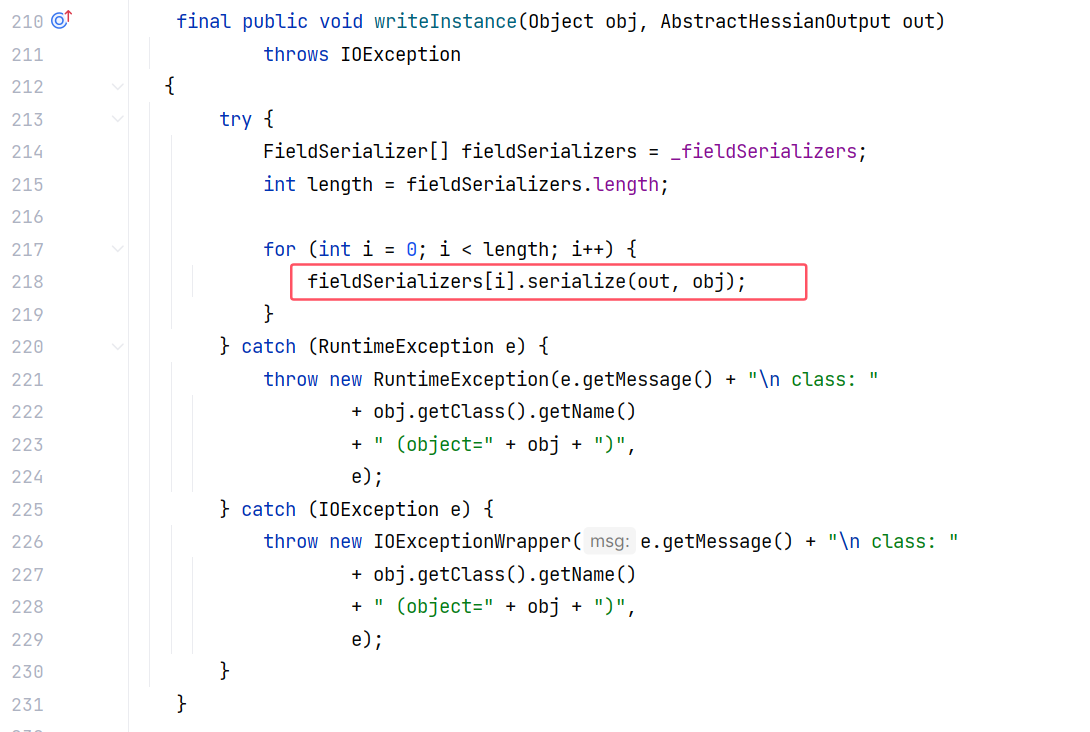 210 final public void writeInstance(Object obj, AbstractHessianOutput out)
211 throws IOException
212 {
213 try {
214 FieldSerializer[] fieldSerializers = _fieldSerializers;
215 int length = fieldSerializers.length;
216
217 for (int i = 0; i < length; i++) {
218 fieldSerializers[i].serialize(out, obj);
219 }
220 } catch (RuntimeException e) {
221 throw new RuntimeException(e.getMessage() + "\n class: "
222 + obj.getClass().getName()
223 + " (object=" + obj + ")",
224 e);
225 } catch (IOException e) {
226 throw new IOExceptionWrapper( msg: e.getMessage() + "\n class: "
227 + obj.getClass().getName()
228 + " (object=" + obj + ")",
229 e);
230 }
231 }